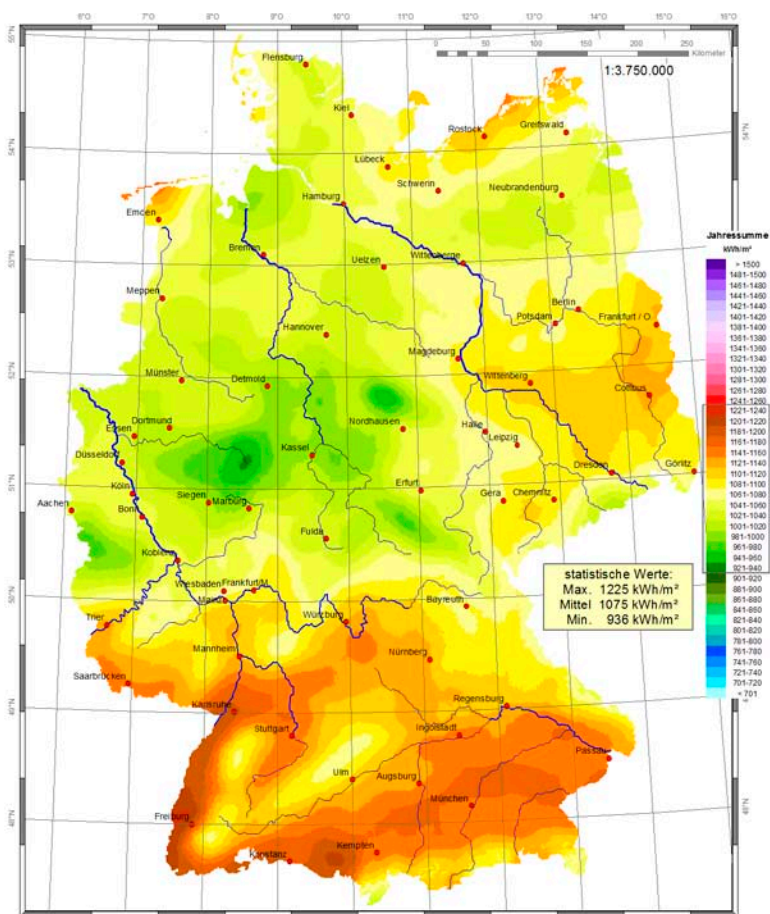 6°O 7°O 8°O 9°O 10°O 11°O 12°O 13°O 14°O 15°O 16°O
55°N
0 50 100 150 200 250
Kilometer
1:3.750.000
Flensburg
Kiel
Rostock
Greifswald
54°N 54°N
Lübeck
Schwerin
Neubrandenburg
Hamburg
Emden
Bremen
Wittenberge
Uelzen
53°N
Meppen
Berlin
Potsdam
Frankfurt / O
Hannover
Magdeburg
52°N
Münster
Detmold
Wittenberg
Cottbus
Dortmund
Essen
Nordhausen
Halle
Leipzig
Düsseldorf
Kassel
Dresden
Görlitz
51°N
Köln
Erfurt
Aachen
Siegen
Marburg
Gera
Chemnitz
Bonn
Fulda
Koblenz
Wiesbaden
Frankfurt/M.
Mainz
50°N
Bayreuth
Trier
Würzburg
Mannheim
Nürnberg
Saarbrücken
Karlsruhe
Regensburg
49°N
Stuttgart
Ingolstadt
Passau
Ulm
Augsburg
München
48°N
Freiburg
Konstanz
Kempten
Jahressumme
kWh/m²
> 1500
1481-1500
1461-1480
1441-1460
1421-1440
1401-1420
1381-1400
1361-1380
1341-1360
1321-1340
1301-1320
1281-1300
1261-1280
1241-1260
1221-1240
1201-1220
1181-1200
1161-1180
1141-1160
1121-1140
1101-1120
1081-1100
1061-1080
1041-1060
1021-1040
1001-1020
981-1000
961-980
941-960
921-940
901-920
881-900
861-880
841-860
821-840
801-820
781-800
761-780
741-760
721-740
701-720
< 701
statistische Werte:
Max. 1225 kWh/m²
Mittel 1075 kWh/m²
Min. 936 kWh/m²